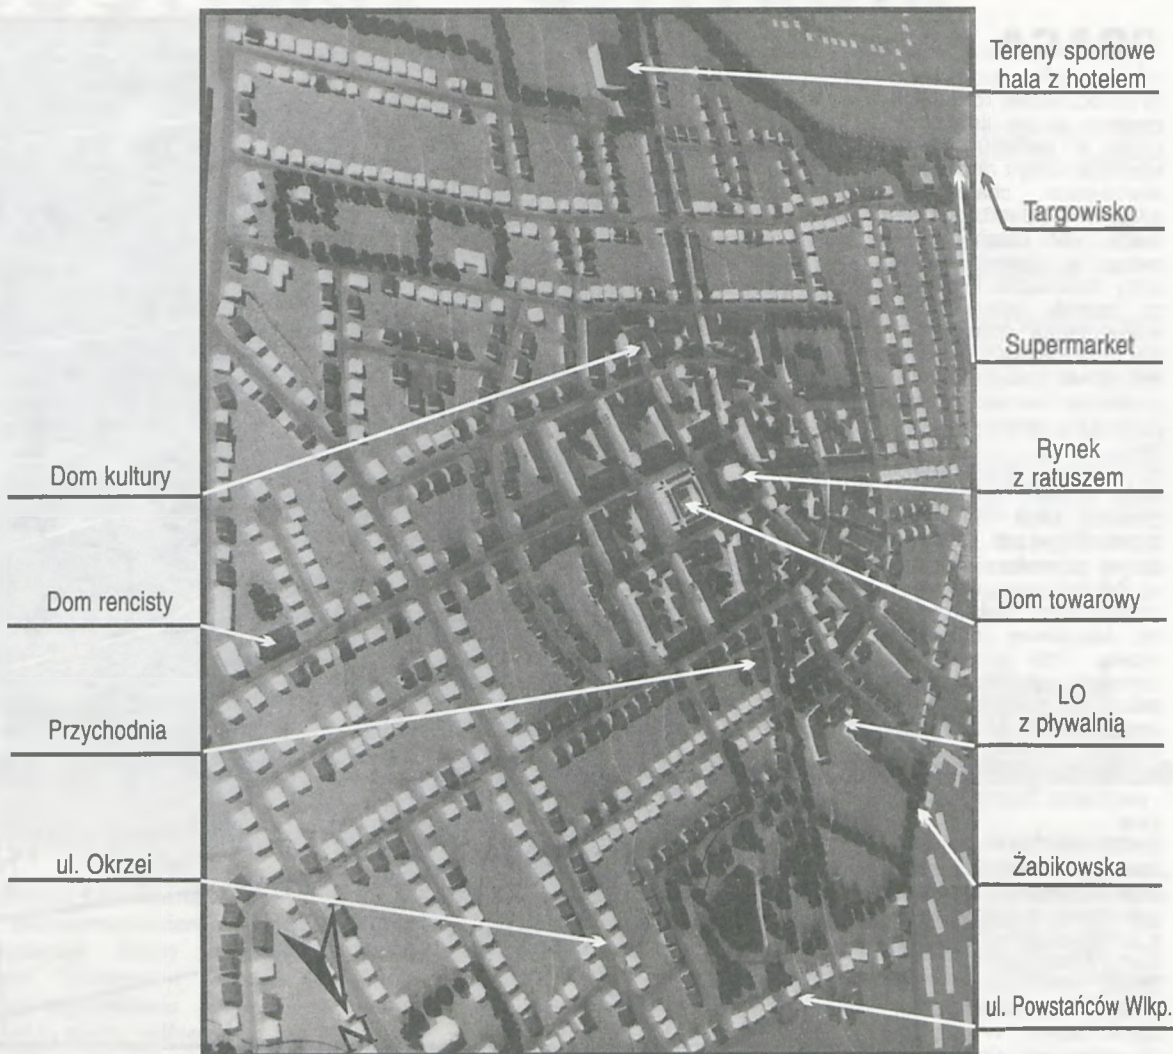 Tereny sportowe
hala z hotelem
Targowisko
Supermarket
Dom kultury
Rynek
z ratuszem
Dom rencisty
Dom towarowy
Przychodnia
LO
z pływalnią
ul. Okrzei
Żabikowska
ul. Powstańców Wlkp.
N